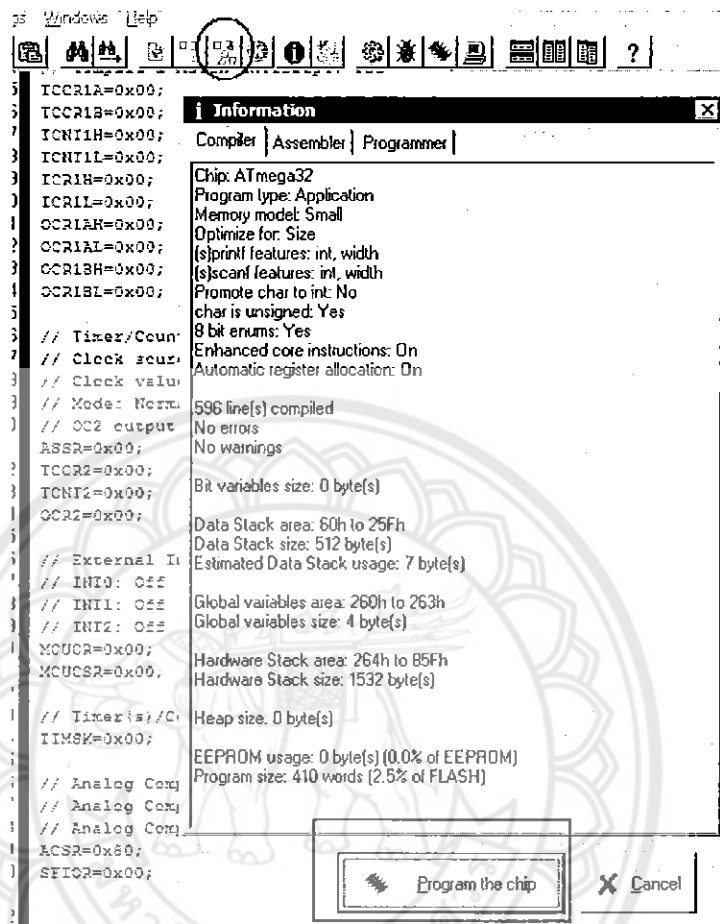 Windows Help
TCCR1A=0x00;
TCCR1B=0x00;
TCNT1H=0x00;
TCNT1L=0x00;
ICR1H=0x00;
ICR1L=0x00;
OCR1AH=0x00;
OCR1AL=0x00;
OCR1BH=0x00;
OCR1BL=0x00;
// Timer/Coun
// Clock sour
// Clock valu
// Mode: Norm
// OC2 output
ASSR=0x00;
TCCR2=0x00;
TCNT2=0x00;
OCR2=0x00;
// External I
// INT0: Off
// INT1: Off
// INT2: Off
MCUCR=0x00;
MCUCSR=0x00;
// Timer(s)/C
TIMSK=0x00;
// Analog Comp
// Analog Comp
// Analog Comp
ACSR=0x80;
SFIOR=0x00;
Information
Compiler Assembler Programmer
Chip: ATmega32
Program type: Application
Memory model: Small
Optimize for: Size
(s)printf features: int, width
(s)scanf features: int, width
Promote char to int: No
char is unsigned: Yes
8 bit enums: Yes
Enhanced core instructions: On
Automatic register allocation: On
596 line(s) compiled
No errors
No warnings
Bit variables size: 0 byte(s)
Data Stack area: 60h to 25Fh
Data Stack size: 512 byte(s)
Estimated Data Stack usage: 7 byte(s)
Global variables area: 260h to 263h
Global variables size: 4 byte(s)
Hardware Stack area: 264h to 85Fh
Hardware Stack size: 1532 byte(s)
Heap size: 0 byte(s)
EEPROM usage: 0 byte(s) (0.0% of EEPROM)
Program size: 410 words (2.5% of FLASH)
Program the chip
Cancel